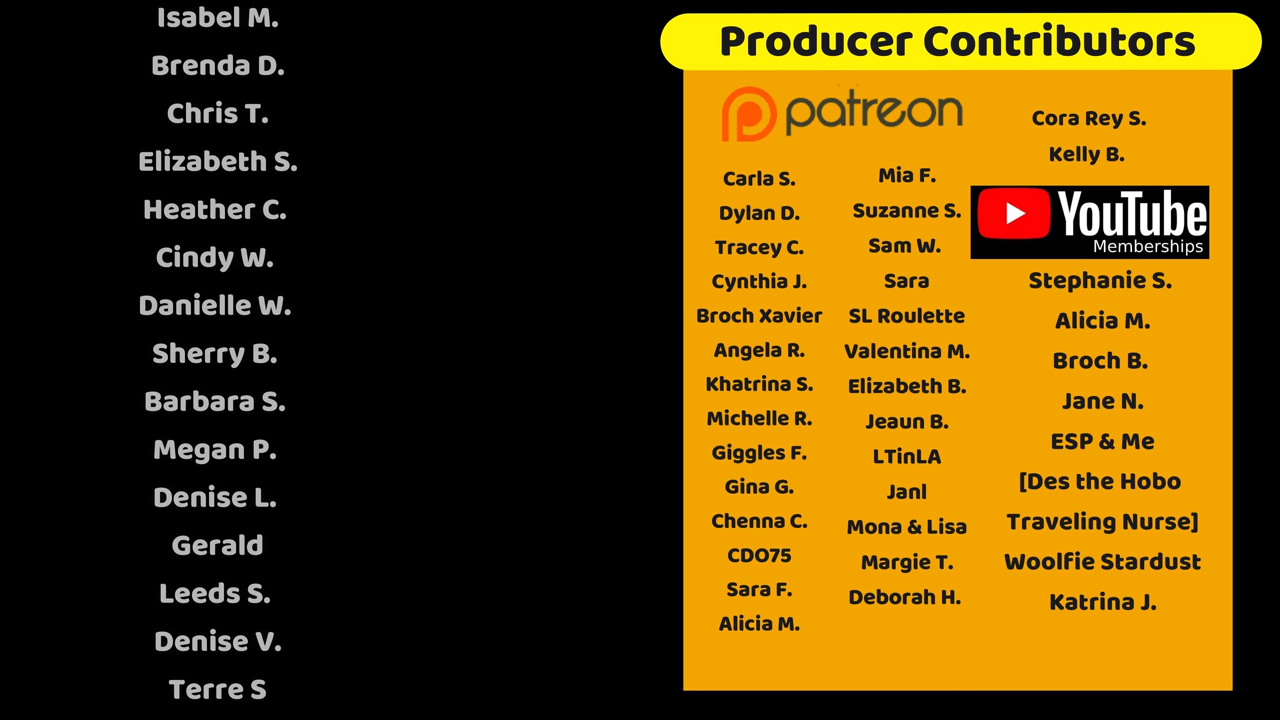 Isabel M.
Brenda D.
Chris T.
Elizabeth S.
Heather C.
Cindy W.
Danielle W.
Sherry B.
Barbara S.
Megan P.
Denise L.
Gerald
Leeds S.
Denise V.
Terre S
Producer Contributors
patreon
Carla S.
Dylan D.
Tracey C.
Cynthia J.
Broch Xavier
Angela R.
Khatrina S.
Michelle R.
Giggles F.
Gina G.
Chenna C.
CDO75
Sara F.
Alicia M.
Mia F.
Suzanne S.
Sam W.
Sara
SL Roulette
Valentina M.
Elizabeth B.
Jeaun B.
LTinLA
Janl
Mona & Lisa
Margie T.
Deborah H.
Cora Rey S.
Kelly B.
YouTube
Memberships
Stephanie S.
Alicia M.
Broch B.
Jane N.
ESP & Me
[Des the Hobo
Traveling Nurse]
Woolfie Stardust
Katrina J.